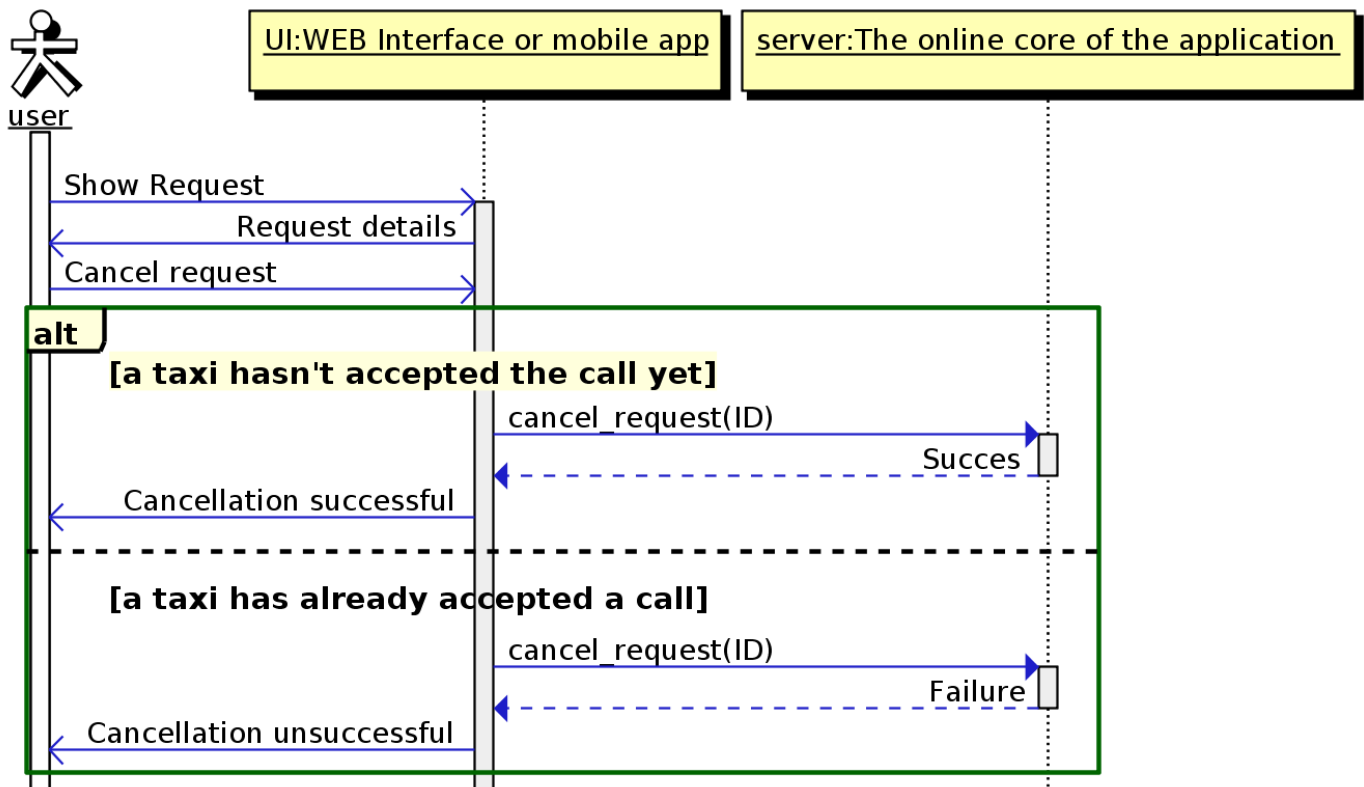 UI:WEB Interface or mobile app
server:The online core of the application
user
Show Request
Request details
Cancel request
alt
[a taxi hasn't accepted the call yet]
cancel_request(ID)
Succes
Cancellation successful
[a taxi has already accepted a call]
cancel_request(ID)
Failure
Cancellation unsuccessful